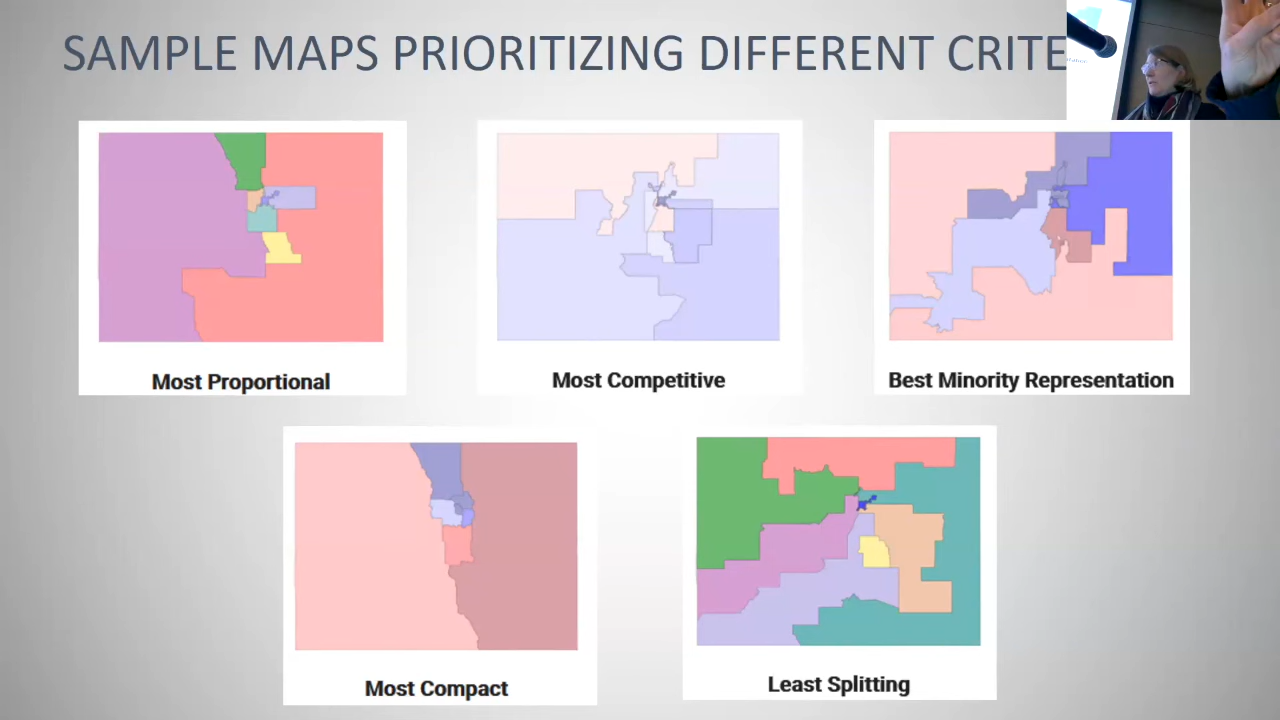 SAMPLE MAPS PRIORITIZING DIFFERENT CRITE
Most Proportional
Most Competitive
Best Minority Representation
Most Compact
Least Splitting